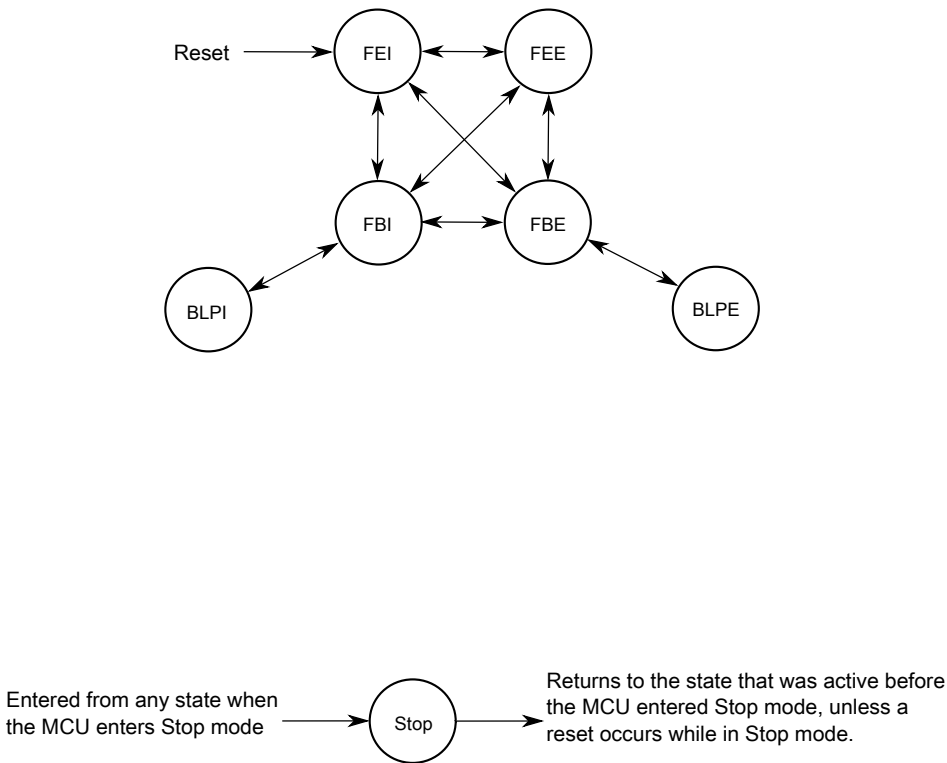 Reset
FEI
FEE
FBI
FBE
BLPI
BLPE
Entered from any state when
the MCU enters Stop mode
Stop
Returns to the state that was active before
the MCU entered Stop mode, unless a
reset occurs while in Stop mode.